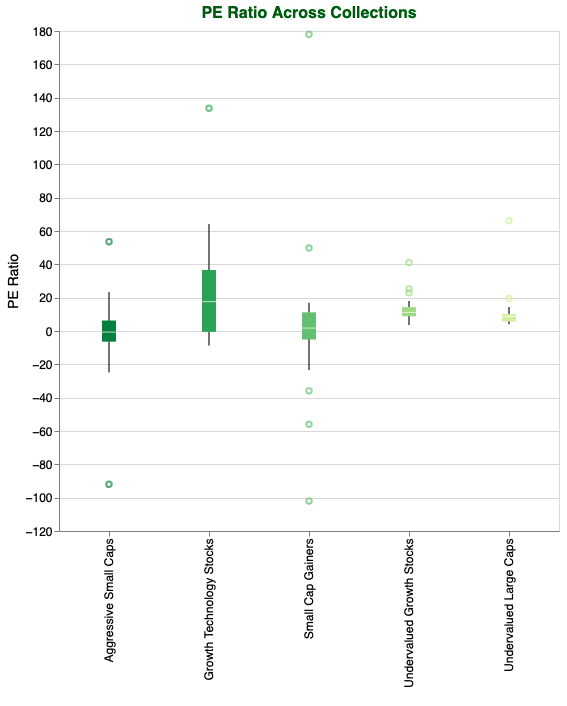 PE Ratio Across Collections
180
160
140
120
100
80
60
40
20
0
−20
−40
−60
−80
−100
−120
PE Ratio
Aggressive Small Caps
Growth Technology Stocks
Small Cap Gainers
Undervalued Growth Stocks
Undervalued Large Caps